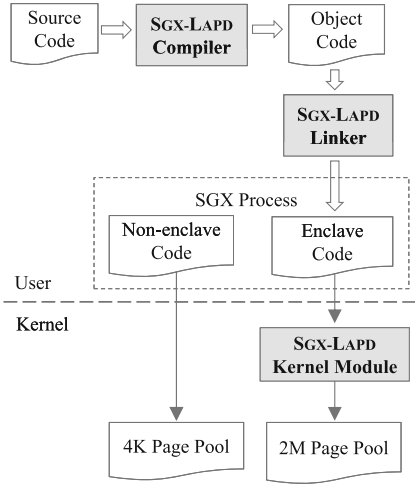 Source
Code
SGX-LAPD
Compiler
Object
Code
SGX-LAPD
Linker
SGX Process
Non-enclave
Code
Enclave
Code
User
Kernel
SGX-LAPD
Kernel Module
4K Page Pool
2M Page Pool